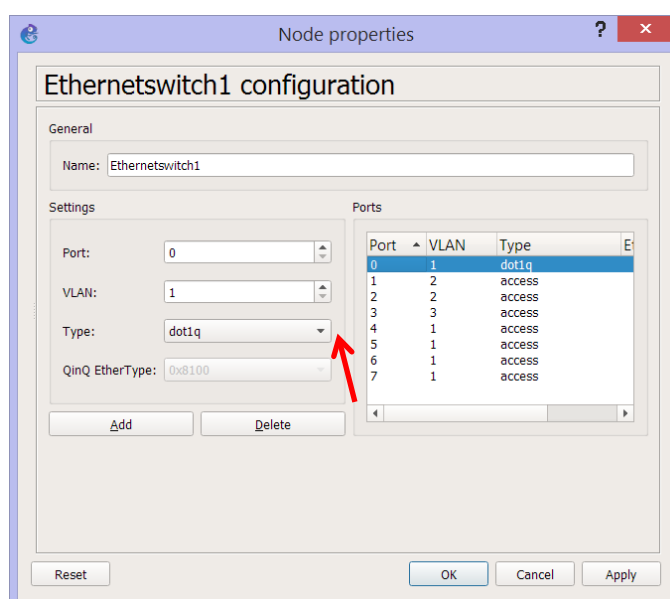 Node properties
?
×
Ethernetswitch1 configuration
General
Name: Ethernetswitch1
Settings
Port: 0
VLAN: 1
Type: dot1q
QinQ EtherType: 0x8100
Add Delete
Ports
Port VLAN Type Et
0 1 dot1q
1 2 access
2 2 access
3 3 access
4 1 access
5 1 access
6 1 access
7 1 access
Reset OK Cancel Apply